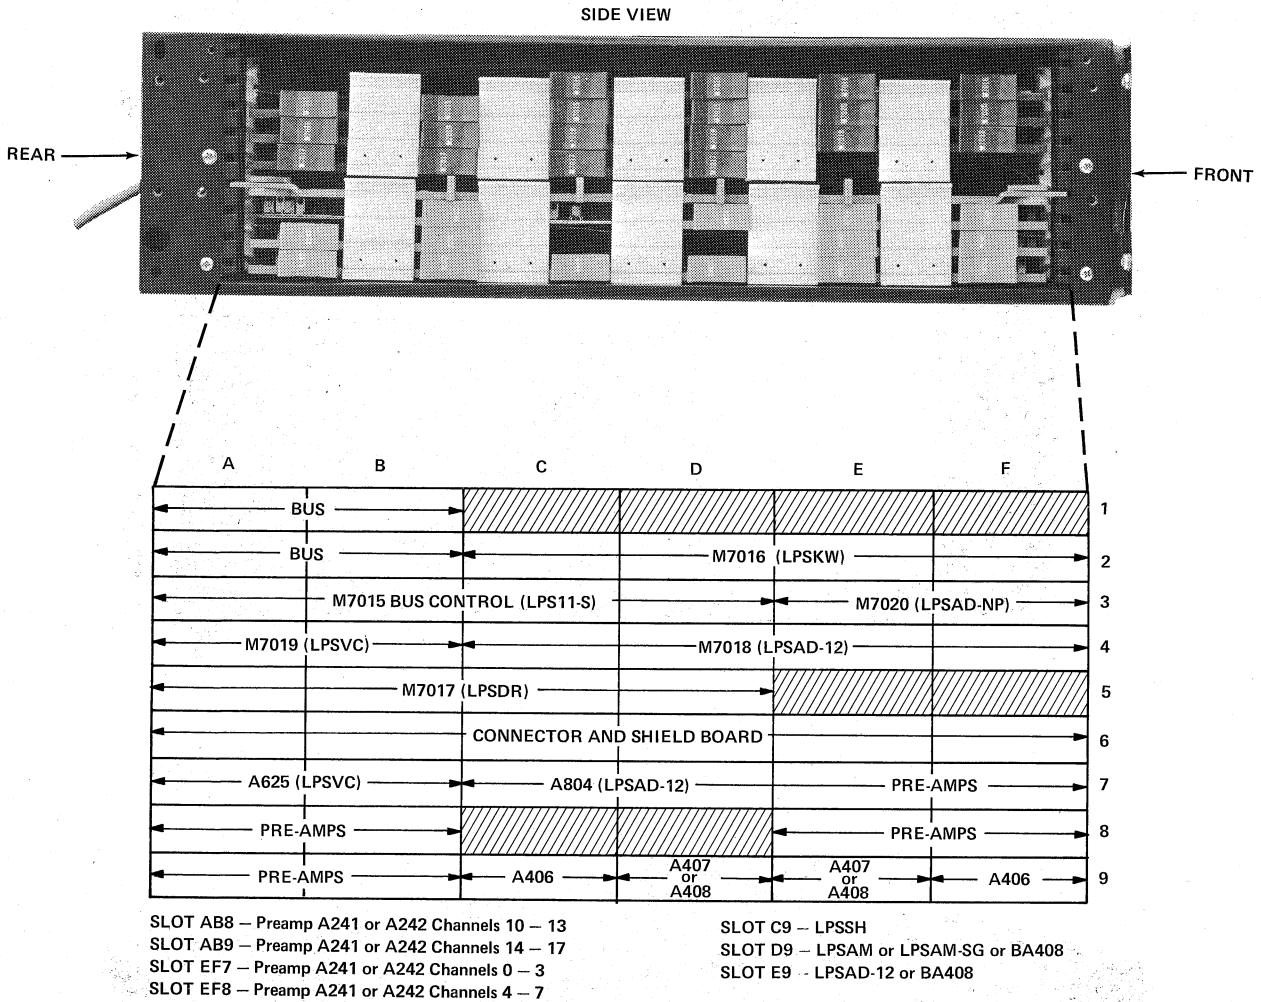 SIDE VIEW
REAR
FRONT
A B C D E F
BUS 1
BUS M7016 (LPSKW) 2
M7015 BUS CONTROL (LPS11-S) M7020 (LPSAD-NP) 3
M7019 (LPSVC) M7018 (LPSAD-12) 4
M7017 (LPSDR) 5
CONNECTOR AND SHIELD BOARD 6
A625 (LPSVC) A804 (LPSAD-12) PRE-AMPS 7
PRE-AMPS PRE-AMPS 8
PRE-AMPS A406 A407 or A408 A407 or A408 A406 9
SLOT AB8 – Preamp A241 or A242 Channels 10 – 13
SLOT AB9 – Preamp A241 or A242 Channels 14 – 17
SLOT EF7 – Preamp A241 or A242 Channels 0 – 3
SLOT EF8 – Preamp A241 or A242 Channels 4 – 7
SLOT C9 – LPSSH
SLOT D9 – LPSAM or LPSAM-SG or BA408
SLOT E9 - LPSAD-12 or BA408